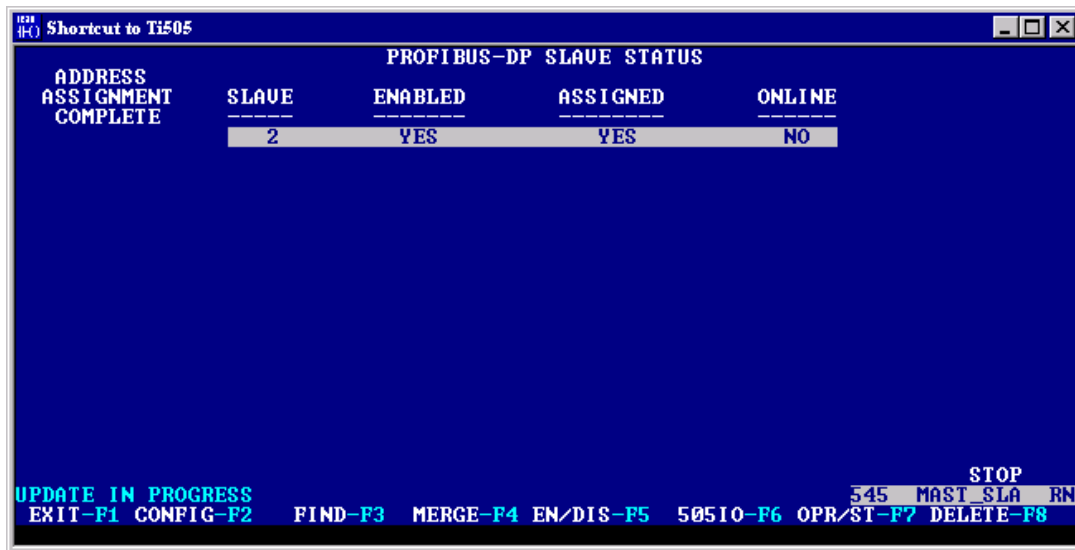 Shortcut to Ti505
PROFIBUS-DP SLAVE STATUS
ADDRESS
ASSIGNMENT SLAVE ENABLED ASSIGNED ONLINE
COMPLETE ----- ------- -------- ------
2 YES YES NO
STOP
UPDATE IN PROGRESS 545 MAST_SLA RN
EXIT-F1 CONFIG-F2 FIND-F3 MERGE-F4 EN/DIS-F5 505IO-F6 OPR/ST-F7 DELETE-F8